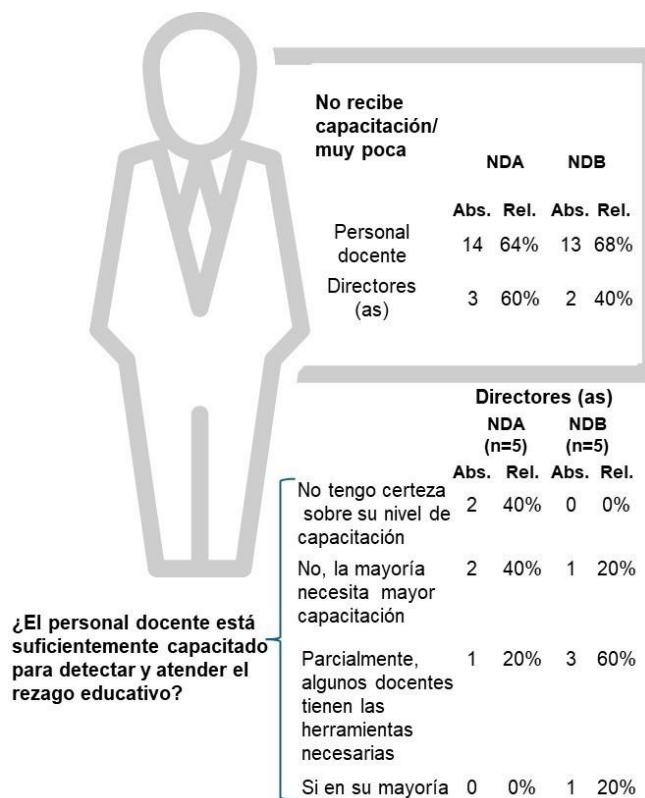 No recibe
capacitación/
muy poca
NDA NDB
Abs. Rel. Abs. Rel.
Personal
docente
14 64% 13 68%
Directores
(as)
3 60% 2 40%
Directores (as)
NDA NDB
(n=5) (n=5)
Abs. Rel. Abs. Rel.
No tengo certeza
sobre su nivel de
capacitación
2 40% 0 0%
No, la mayoría
necesita mayor
capacitación
2 40% 1 20%
¿El personal docente está
suficientemente capacitado
para detectar y atender el
rezago educativo?
Parcialmente,
algunos docentes
tienen las
herramientas
necesarias
1 20% 3 60%
Si en su mayoría 0 0% 1 20%